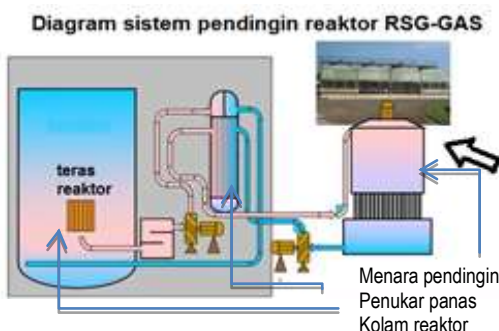 Diagram sistem pendingin reaktor RSG-GAS
teras
reaktor
Menara pendingin
Penukar panas
Kolam reaktor